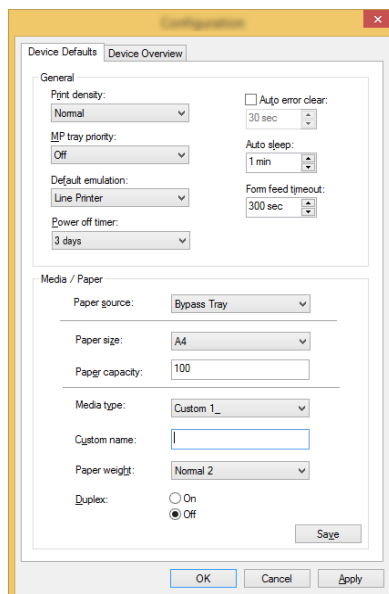 Configuration
Device Defaults Device Overview
General
Print density:
Normal
MP tray priority:
Off
Default emulation:
Line Printer
Power off timer:
3 days
Auto error clear:
30 sec
Auto sleep:
1 min
Form feed timeout:
300 sec
Media / Paper
Paper source: Bypass Tray
Paper size: A4
Paper capacity: 100
Media type: Custom 1_
Custom name:
Paper weight: Normal 2
Duplex: On
Off
Save
OK Cancel Apply